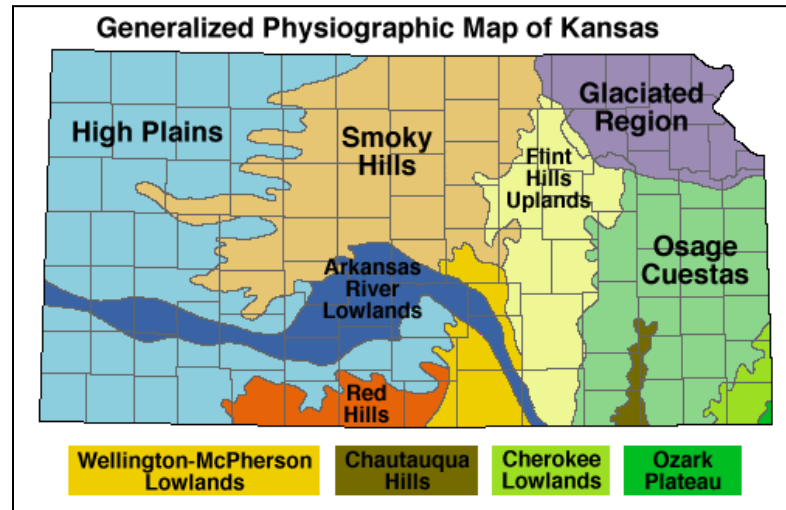 Generalized Physiographic Map of Kansas
High Plains
Smoky
Hills
Glaciated
Region
Flint
Hills
Uplands
Osage
Cuestas
Arkansas
River
Lowlands
Red
Hills
Wellington-McPherson
Lowlands
Chautauqua
Hills
Cherokee
Lowlands
Ozark
Plateau